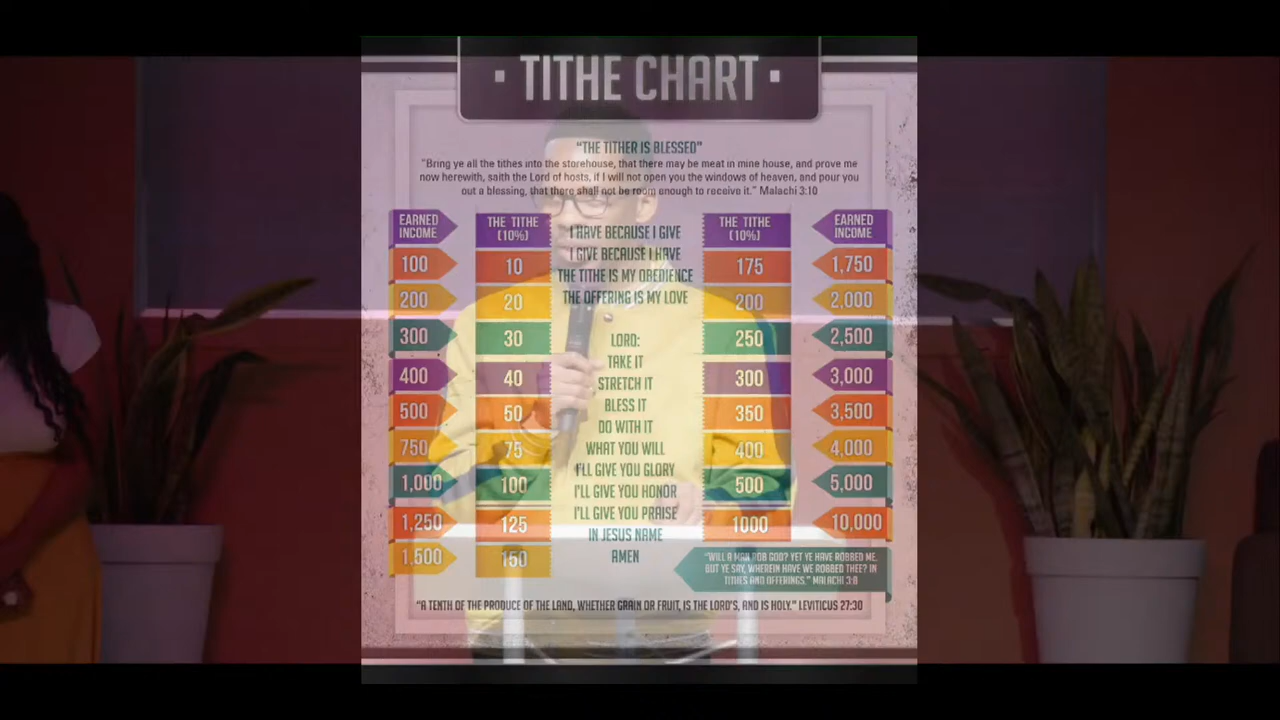 · TITHE CHART ·
"THE TITHER IS BLESSED"
"Bring ye all the tithes into the storehouse, that there may be meat in mine house, and prove me
now herewith, saith the Lord of hosts, if I will not open you the windows of heaven, and pour you
out a blessing, that there shall not be room enough to receive it." Malachi 3:10
EARNED
INCOME
100
200
300
400
500
750
1,000
1,250
1,500
THE TITHE
(10%)
10
20
30
40
50
75
100
125
150
I HAVE BECAUSE I GIVE
I GIVE BECAUSE I HAVE
THE TITHE IS MY OBEDIENCE
THE OFFERING IS MY LOVE
LORD:
TAKE IT
STRETCH IT
BLESS IT
DO WITH IT
WHAT YOU WILL
I'LL GIVE YOU GLORY
I'LL GIVE YOU HONOR
I'LL GIVE YOU PRAISE
IN JESUS NAME
AMEN
THE TITHE
(10%)
175
200
250
300
350
400
500
1000
EARNED
INCOME
1,750
2,000
2,500
3,000
3,500
4,000
5,000
10,000
"WILL A MAN ROB GOD? YET YE HAVE ROBBED ME.
BUT YE SAY, WHEREIN HAVE WE ROBBED THEE? IN
TITHES AND OFFERINGS." MALACHI 3:8
"A TENTH OF THE PRODUCE OF THE LAND, WHETHER GRAIN OR FRUIT, IS THE LORD'S, AND IS HOLY." LEVITICUS 27:30